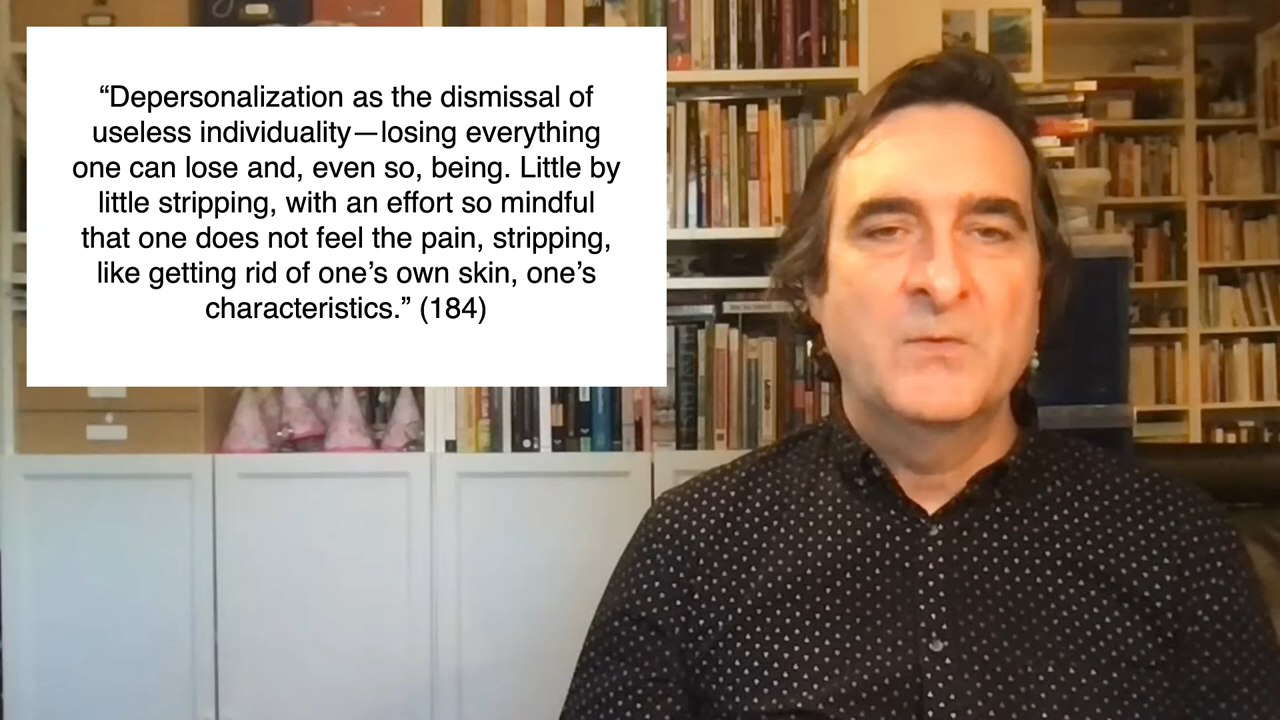 “Depersonalization as the dismissal of
useless individuality—losing everything
one can lose and, even so, being. Little by
little stripping, with an effort so mindful
that one does not feel the pain, stripping,
like getting rid of one’s own skin, one’s
characteristics.” (184)